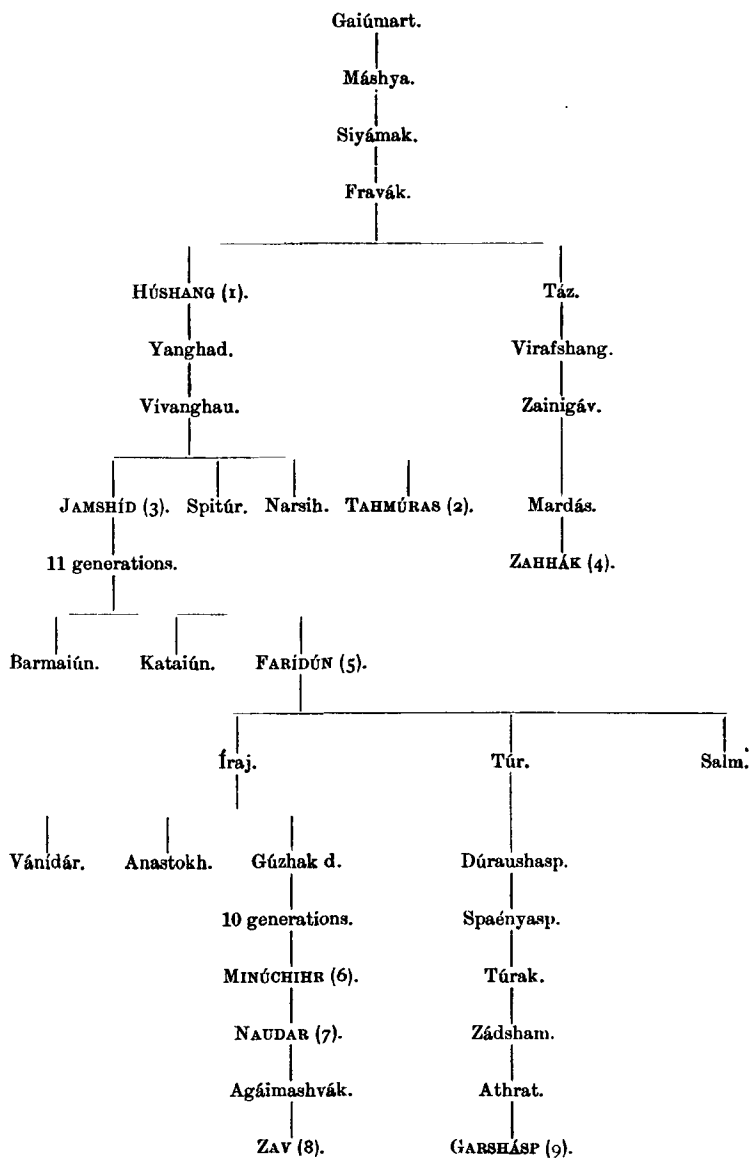 Gaiúmart.
Máshya.
Siyámak.
Fravák.
HÚSHANG (1). Táz.
Yanghad. Virafshang.
Vívanghau. Zainigáv.
JAMSHÍD (3). Spitúr. Narsih. TAHMÚRAS (2). Mardás.
11 generations. ZAHHÁK (4).
Barmaiún. Kataiún. FARÍDÚN (5).
Íraj. Túr. Salm.
Vánídár. Anastokh. Gúzhak d. Dúraushasp.
10 generations. Spaényasp.
MINÚCHIHR (6). Túrak.
NAUDAR (7). Zádsham.
Agáimashvák. Athrat.
ZAV (8). GARSHÁSP (9).